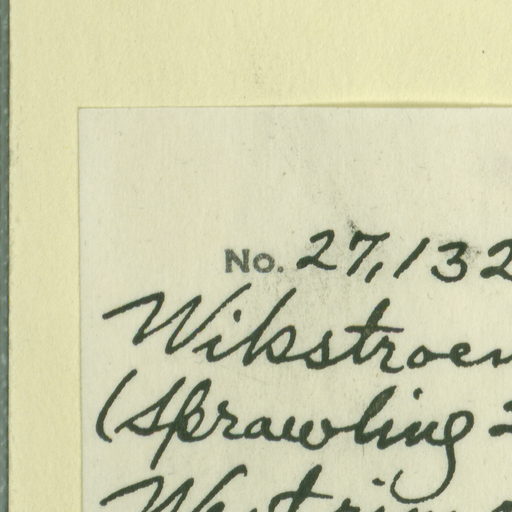 No. 27,132
Wikstroem
(sprawling